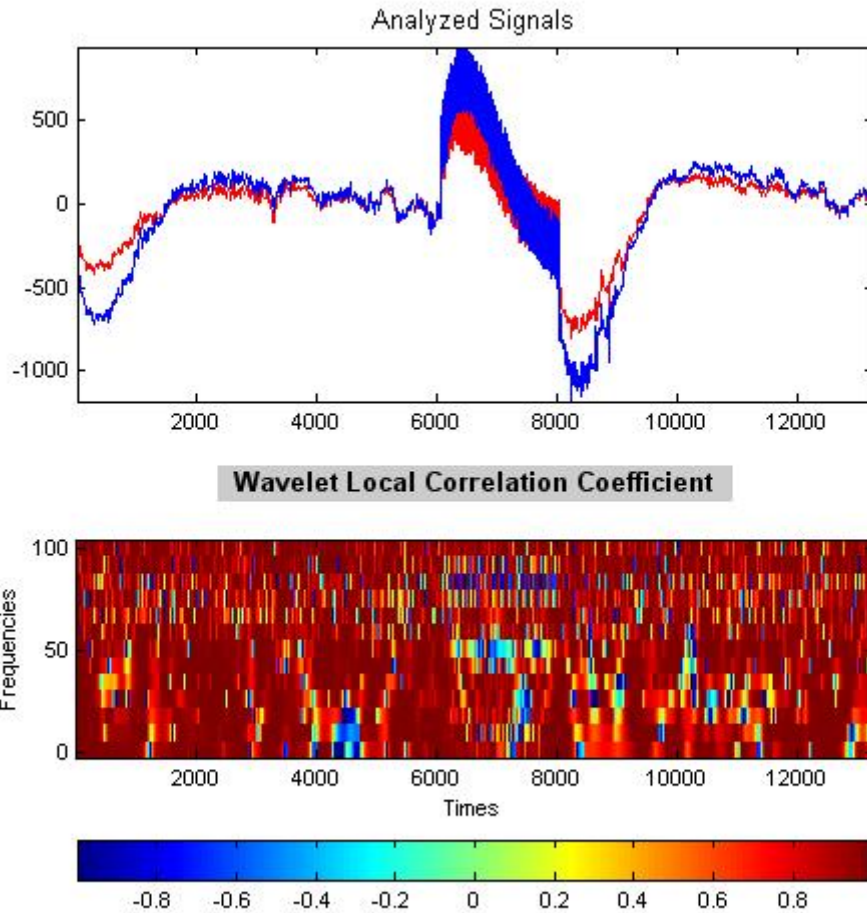 Analyzed Signals
500
0
-500
-1000
2000 4000 6000 8000 10000 12000
Wavelet Local Correlation Coefficient
100
50
0
Frequencies
2000 4000 6000 8000 10000 12000
Times
-0.8 -0.6 -0.4 -0.2 0 0.2 0.4 0.6 0.8